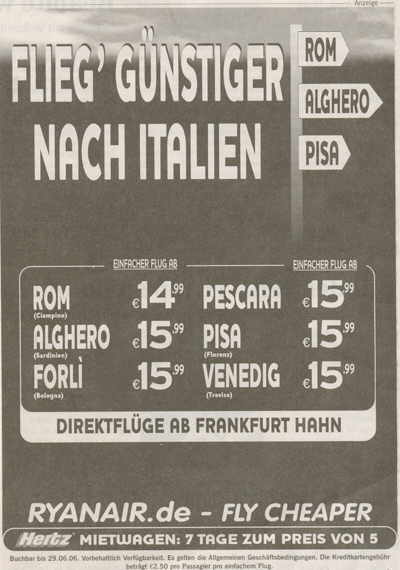 Anzeige
FLIEG' GÜNSTIGER
NACH ITALIEN
ROM
ALGHERO
PISA
EINFACHER FLUG AB EINFACHER FLUG AB
ROM €14.99 PESCARA €15.99
(Ciampino)
ALGHERO €15.99 PISA €15.99
(Sardinien) (Florenz)
FORLÌ €15.99 VENEDIG €15.99
(Bologna) (Treviso)
DIREKTFLÜGE AB FRANKFURT HAHN
RYANAIR.de - FLY CHEAPER
Hertz MIETWAGEN: 7 TAGE ZUM PREIS VON 5
Buchbar bis 29.06.06. Vorbehaltlich Verfügbarkeit. Es gelten die Allgemeinen Geschäftsbedingungen. Die Kreditkartengebühr
beträgt €2.50 pro Passagier pro einfachem Flug.